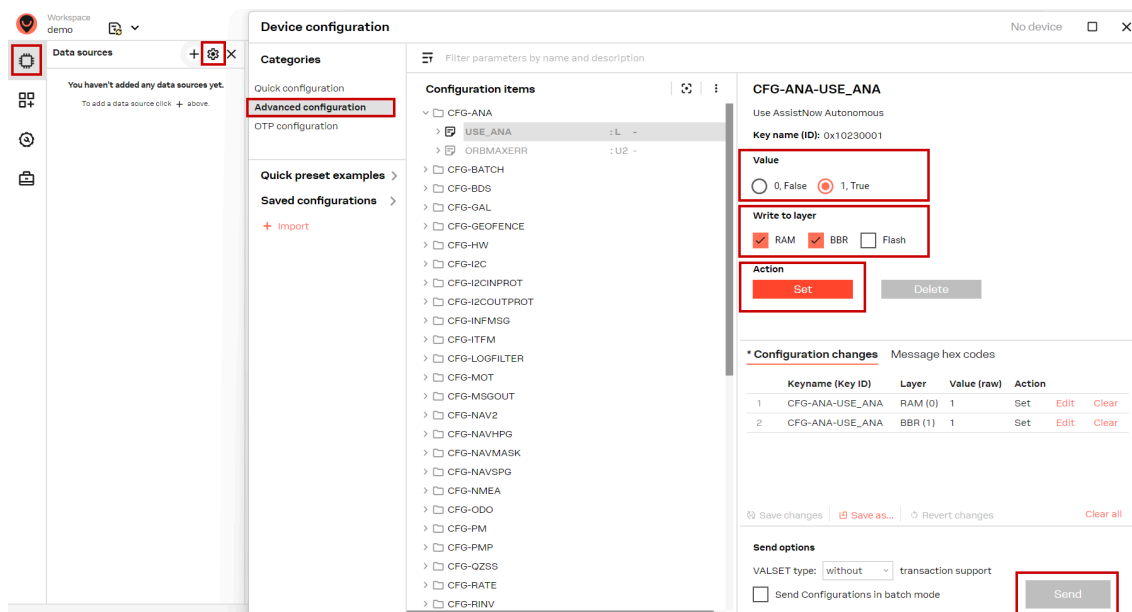 Workspace
demo
Data sources
You haven't added any data sources yet.
To add a data source click + above.
Device configuration
No device
Categories
Quick configuration
Advanced configuration
OTP configuration
Quick preset examples
Saved configurations
+ Import
Filter parameters by name and description
Configuration items
CFG-ANA
USE_ANA : L -
ORBMAXERR : U2 -
CFG-BATCH
CFG-BDS
CFG-GAL
CFG-GEOFENCE
CFG-HW
CFG-I2C
CFG-I2CINPROT
CFG-I2COUTPROT
CFG-INFMSG
CFG-ITFM
CFG-LOGFILTER
CFG-MOT
CFG-MSGOUT
CFG-NAV2
CFG-NAVHPG
CFG-NAVMASK
CFG-NAVSPG
CFG-NMEA
CFG-ODO
CFG-PM
CFG-PMP
CFG-QZSS
CFG-RATE
CFG-RINV
CFG-ANA-USE_ANA
Use AssistNow Autonomous
Key name (ID): 0x10230001
Value
0, False 1, True
Write to layer
RAM BBR Flash
Action
Set Delete
* Configuration changes Message hex codes
Keyname (Key ID) Layer Value (raw) Action
1 CFG-ANA-USE_ANA RAM (0) 1 Set Edit Clear
2 CFG-ANA-USE_ANA BBR (1) 1 Set Edit Clear
Save changes Save as... Revert changes Clear all
Send options
VALSET type: without transaction support
Send Configurations in batch mode
Send